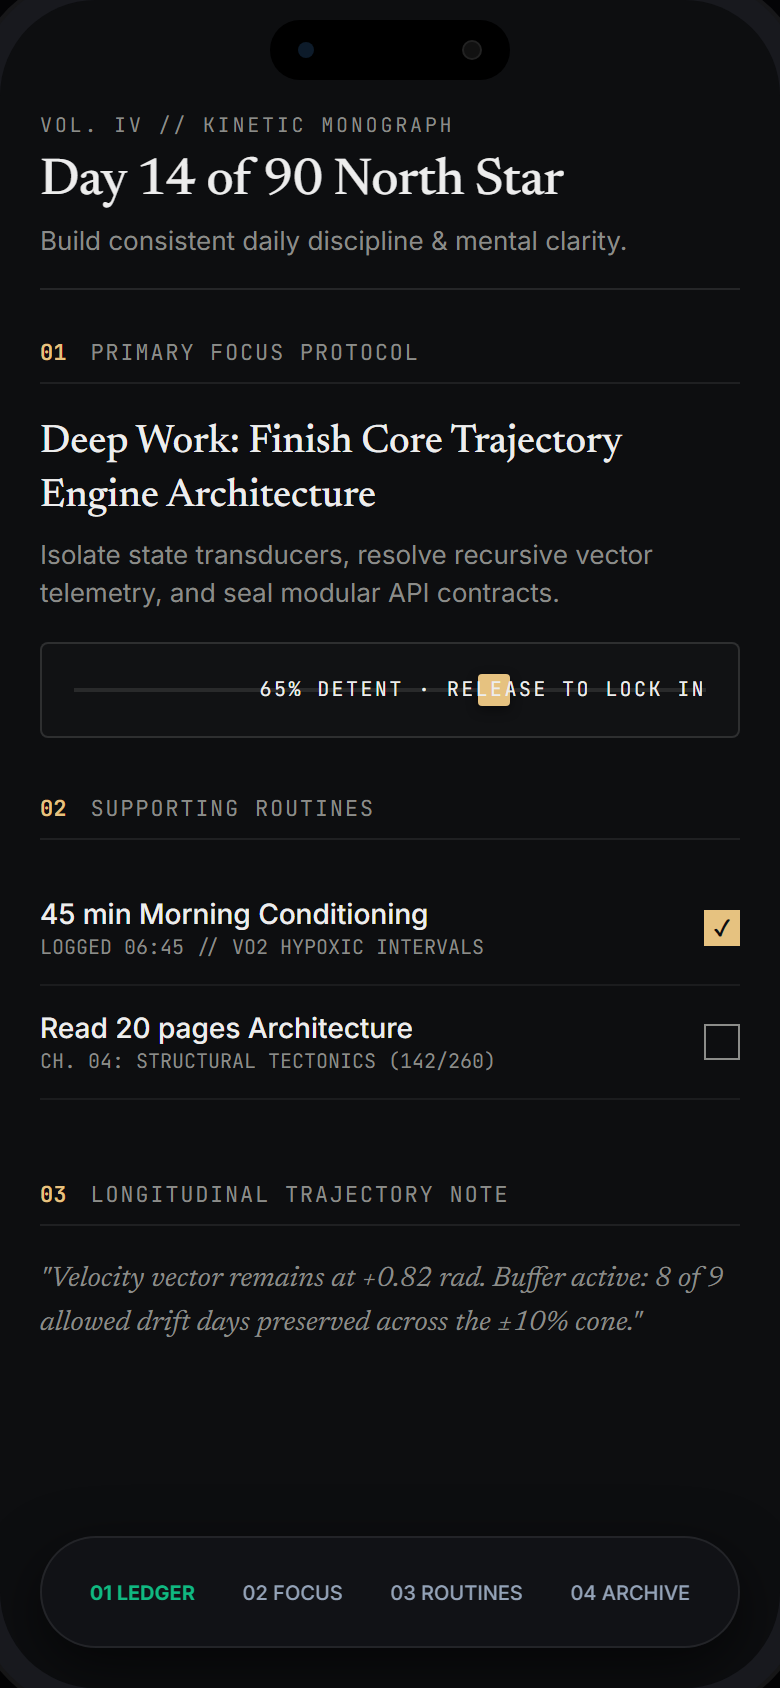 VOL. IV // KINETIC MONOGRAPH
Day 14 of 90 North Star
Build consistent daily discipline & mental clarity.
01 PRIMARY FOCUS PROTOCOL
Deep Work: Finish Core Trajectory
Engine Architecture
Isolate state transducers, resolve recursive vector
telemetry, and seal modular API contracts.
65% DETENT · RELEASE TO LOCK IN
02 SUPPORTING ROUTINES
45 min Morning Conditioning
LOGGED 06:45 // VO2 HYPOXIC INTERVALS
Read 20 pages Architecture
CH. 04: STRUCTURAL TECTONICS (142/260)
03 LONGITUDINAL TRAJECTORY NOTE
"Velocity vector remains at +0.82 rad. Buffer active: 8 of 9
allowed drift days preserved across the ±10% cone."
01 LEDGER 02 FOCUS 03 ROUTINES 04 ARCHIVE